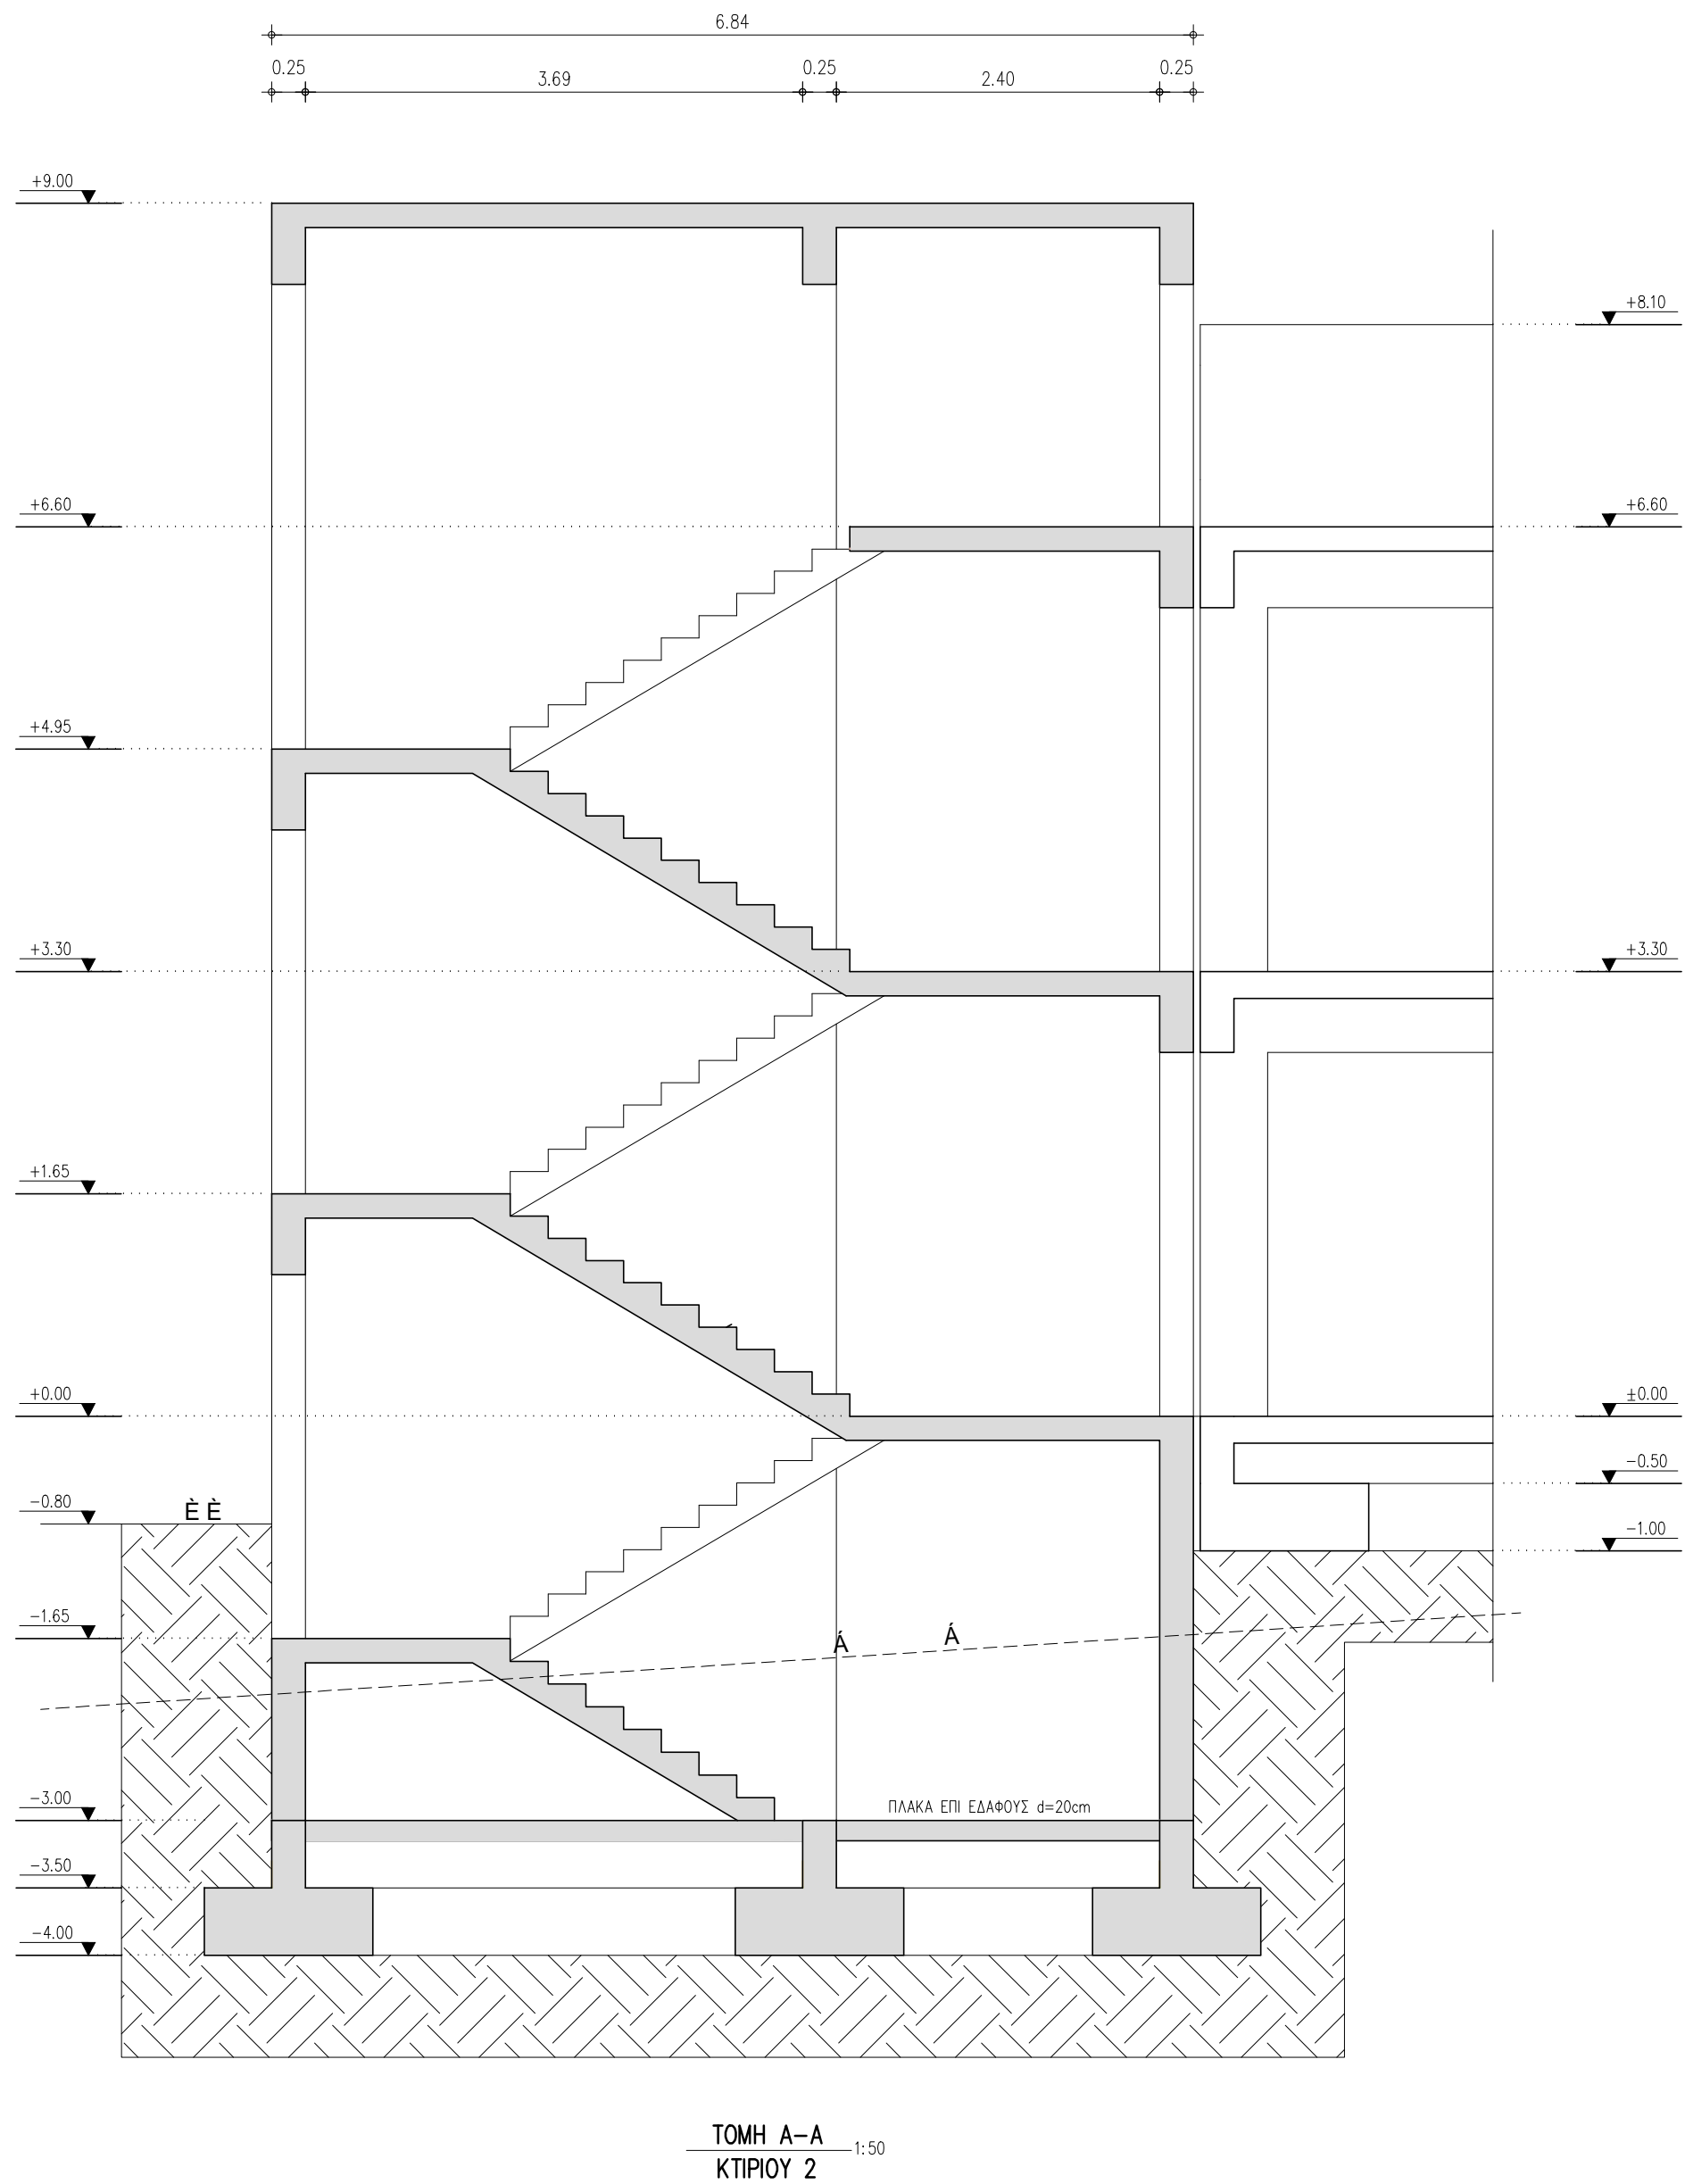 6.84
0.25 3.69 0.25 2.40 0.25
+9.00
+8.10
+6.60 +6.60
+4.95
+3.30 +3.30
+1.65
+0.00 ±0.00
-0.50
-0.80 È È
-1.00
-1.65 Á Á
-3.00 ΠΛΑΚΑ ΕΠΙ ΕΔΑΦΟΥΣ d=20cm
-3.50
-4.00
ΤΟΜΗ Α-Α 1:50
ΚΤΙΡΙΟΥ 2